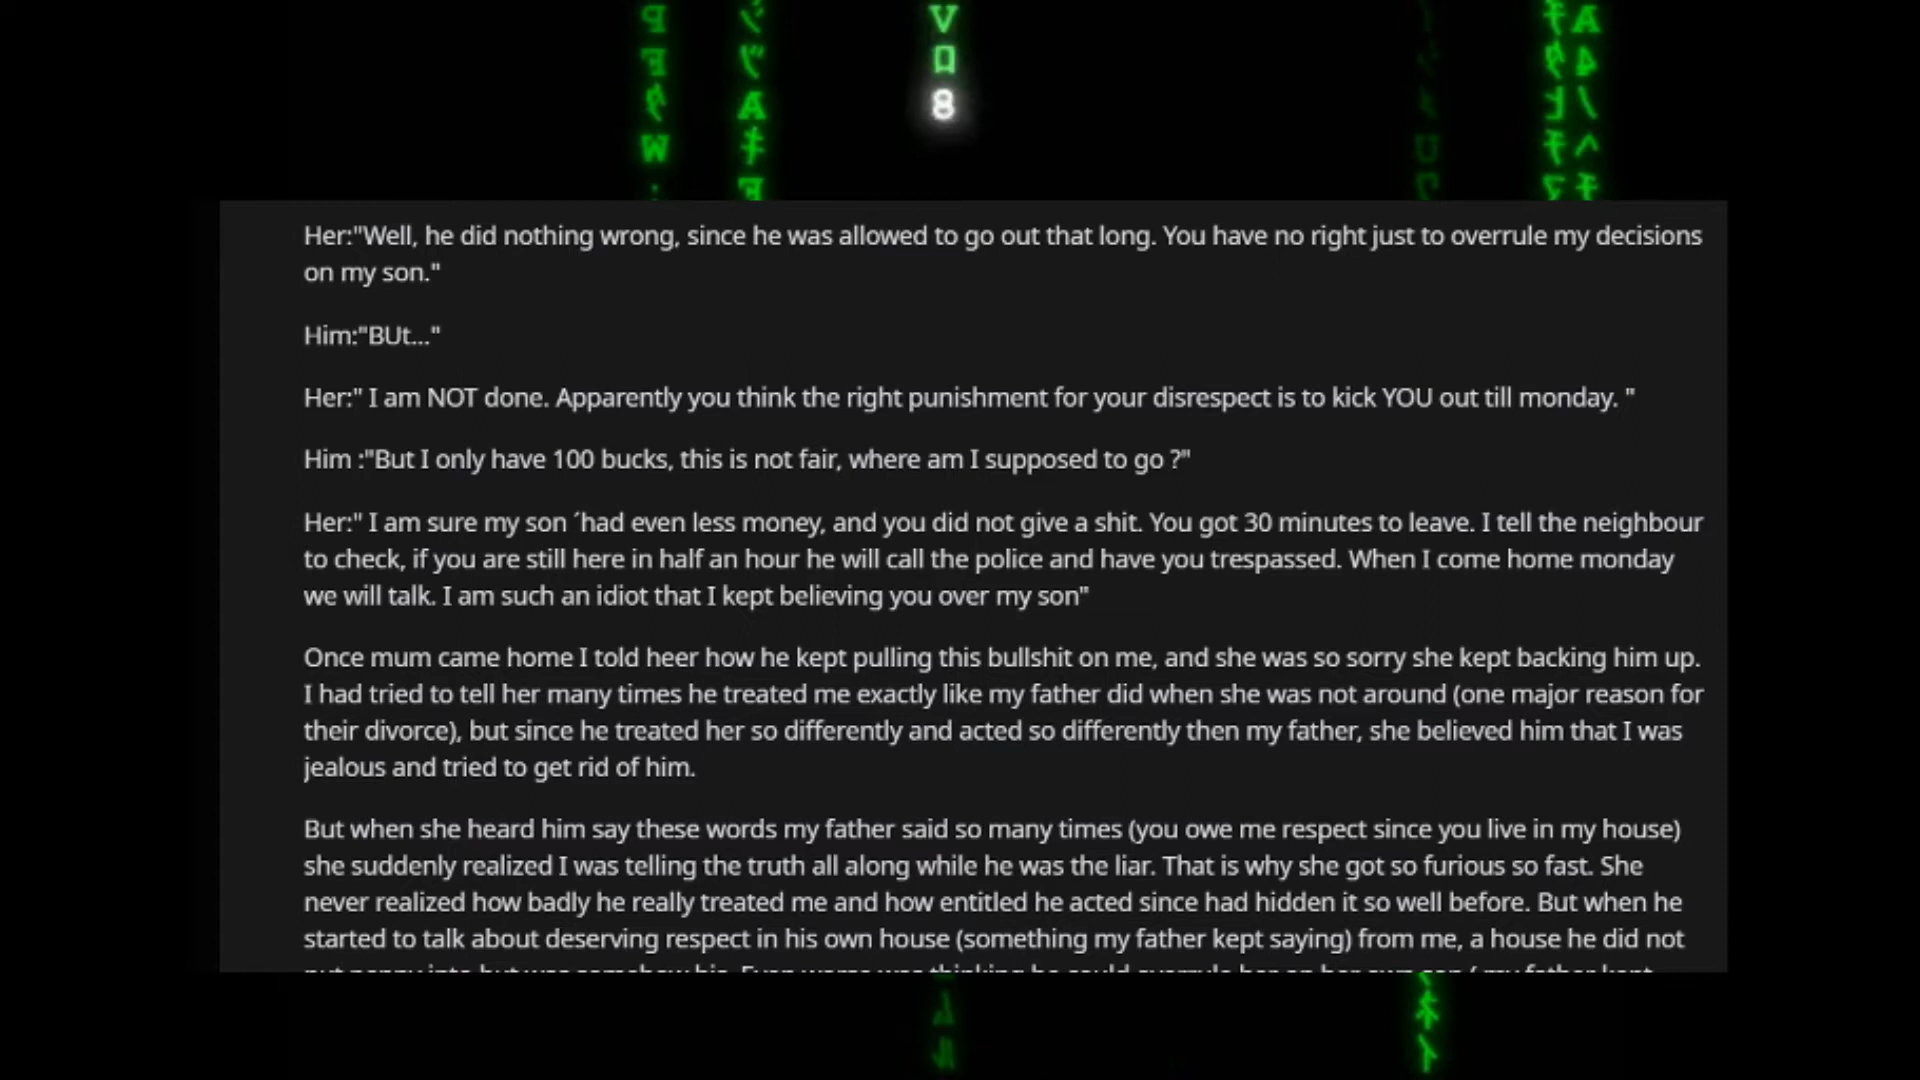 Her:"Well, he did nothing wrong, since he was allowed to go out that long. You have no right just to overrule my decisions
on my son."
Him:"BUt..."
Her:" I am NOT done. Apparently you think the right punishment for your disrespect is to kick YOU out till monday. "
Him :"But I only have 100 bucks, this is not fair, where am I supposed to go ?"
Her:" I am sure my son ´had even less money, and you did not give a shit. You got 30 minutes to leave. I tell the neighbour
to check, if you are still here in half an hour he will call the police and have you trespassed. When I come home monday
we will talk. I am such an idiot that I kept believing you over my son"
Once mum came home I told heer how he kept pulling this bullshit on me, and she was so sorry she kept backing him up.
I had tried to tell her many times he treated me exactly like my father did when she was not around (one major reason for
their divorce), but since he treated her so differently and acted so differently then my father, she believed him that I was
jealous and tried to get rid of him.
But when she heard him say these words my father said so many times (you owe me respect since you live in my house)
she suddenly realized I was telling the truth all along while he was the liar. That is why she got so furious so fast. She
never realized how badly he really treated me and how entitled he acted since had hidden it so well before. But when he
started to talk about deserving respect in his own house (something my father kept saying) from me, a house he did not